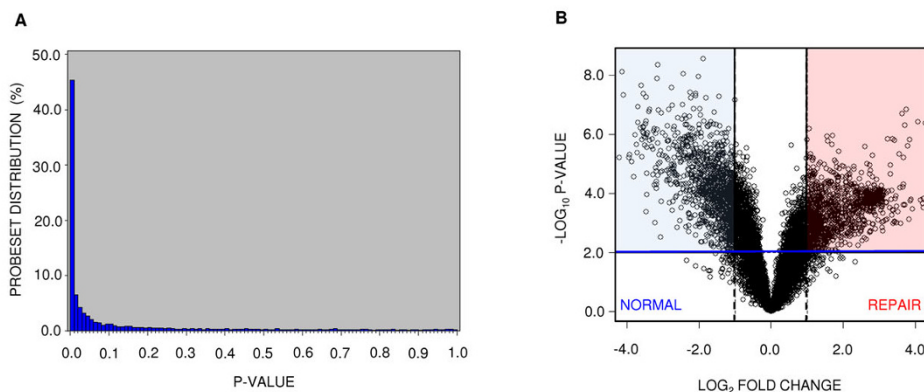 A
PROBESET DISTRIBUTION (%)
50.0
40.0
30.0
20.0
10.0
0.0
0.0 0.1 0.2 0.3 0.4 0.5 0.6 0.7 0.8 0.9 1.0
P-VALUE
B
-LOG₁₀ P-VALUE
8.0
6.0
4.0
2.0
0.0
NORMAL REPAIR
-4.0 -2.0 0.0 2.0 4.0
LOG₂ FOLD CHANGE